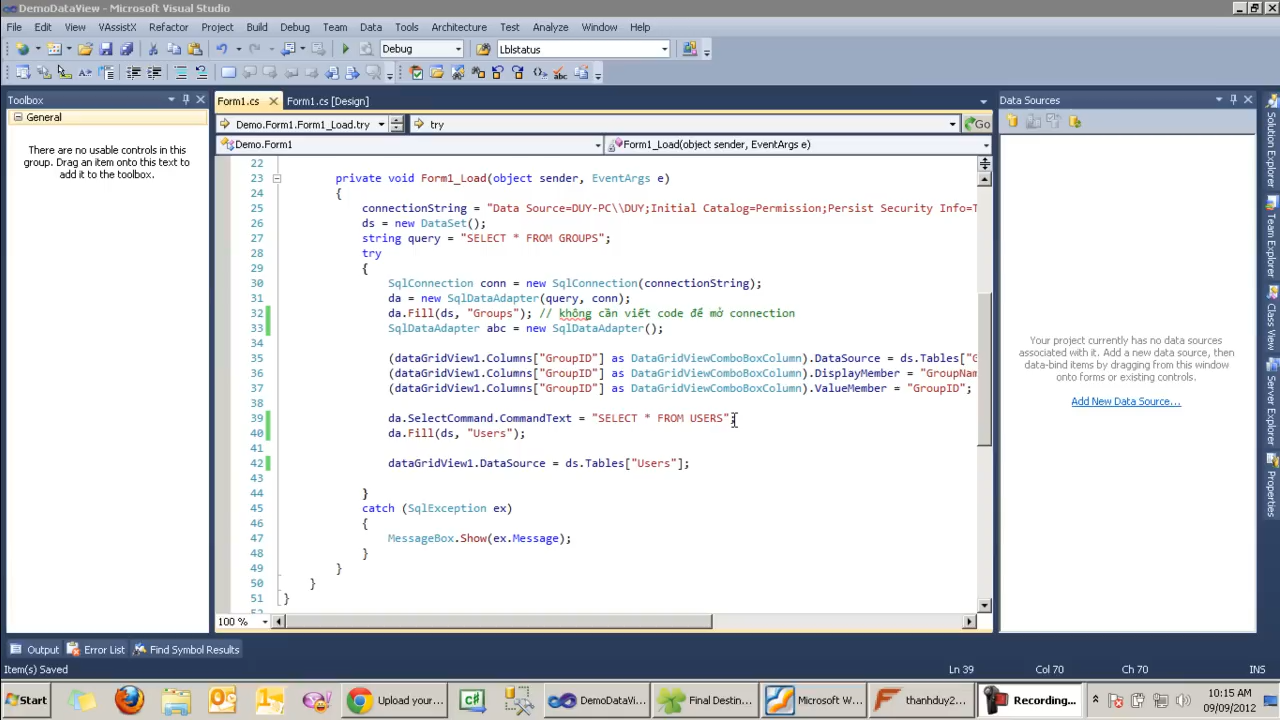 DemoDataView - Microsoft Visual Studio
File Edit View VAssistX Refactor Project Build Debug Team Data Tools Architecture Test Analyze Window Help
Debug Lblstatus
Toolbox
General
There are no usable controls in this
group. Drag an item onto this text to
add it to the toolbox.
Form1.cs Form1.cs [Design]
Demo.Form1.Form1_Load.try try Go
Demo.Form1 Form1_Load(object sender, EventArgs e)
22
23 private void Form1_Load(object sender, EventArgs e)
24 {
25 connectionString = "Data Source=DUY-PC\\DUY;Initial Catalog=Permission;Persist Security Info=T
26 ds = new DataSet();
27 string query = "SELECT * FROM GROUPS";
28 try
29 {
30 SqlConnection conn = new SqlConnection(connectionString);
31 da = new SqlDataAdapter(query, conn);
32 da.Fill(ds, "Groups"); // không cần viết code để mở connection
33 SqlDataAdapter abc = new SqlDataAdapter();
34
35 (dataGridView1.Columns["GroupID"] as DataGridViewComboBoxColumn).DataSource = ds.Tables["G
36 (dataGridView1.Columns["GroupID"] as DataGridViewComboBoxColumn).DisplayMember = "GroupNam
37 (dataGridView1.Columns["GroupID"] as DataGridViewComboBoxColumn).ValueMember = "GroupID";
38
39 da.SelectCommand.CommandText = "SELECT * FROM USERS";
40 da.Fill(ds, "Users");
41
42 dataGridView1.DataSource = ds.Tables["Users"];
43
44 }
45 catch (SqlException ex)
46 {
47 MessageBox.Show(ex.Message);
48 }
49 }
50 }
51 }
52
100 %
Data Sources
Your project currently has no data sources
associated with it. Add a new data source, then
data-bind items by dragging from this window
onto forms or existing controls.
Add New Data Source...
Solution Explorer
Team Explorer
Class View
Server Explorer
Properties
Output Error List Find Symbol Results
Item(s) Saved Ln 39 Col 70 Ch 70 INS
Start Upload your ... DemoDataVi... Final Destin... Microsoft W... thanhduy2... Recording... 10:15 AM
09/09/2012